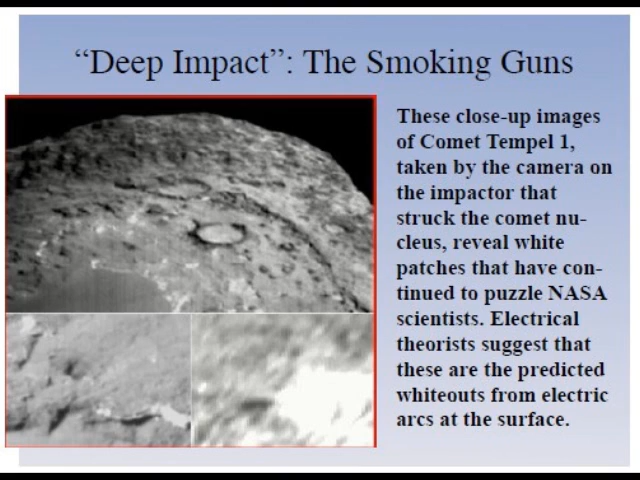 “Deep Impact”: The Smoking Guns
These close-up images
of Comet Tempel 1,
taken by the camera on
the impactor that
struck the comet nu-
cleus, reveal white
patches that have con-
tinued to puzzle NASA
scientists. Electrical
theorists suggest that
these are the predicted
whiteouts from electric
arcs at the surface.